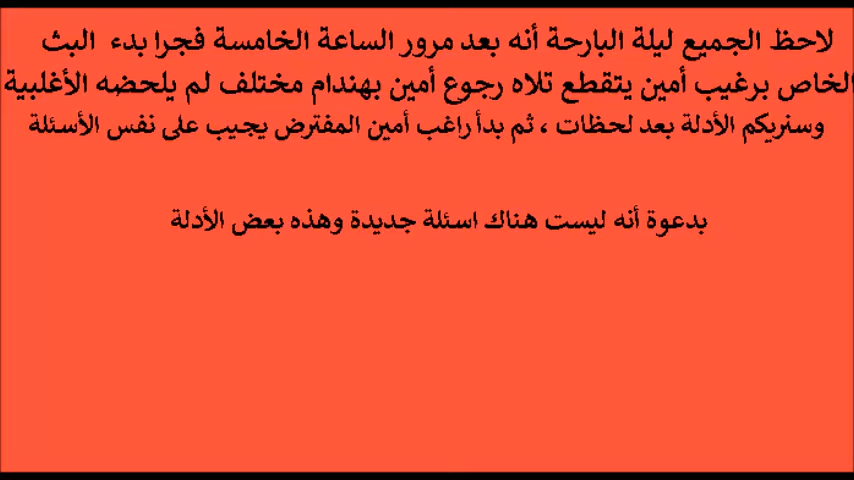 لاحظ الجميع ليلة البارحة أنه بعد مرور الساعة الخامسة فجرا بدء البث
الخاص برغيب أمين يتقطع تلاه رجوع أمين بهندام مختلف لم يلحضه الأغلبية
وسنريكم الأدلة بعد لحظات ، ثم بدأ راغب أمين المفترض يجيب على نفس الأسئلة
بدعوة أنه ليست هناك اسئلة جديدة وهذه بعض الأدلة